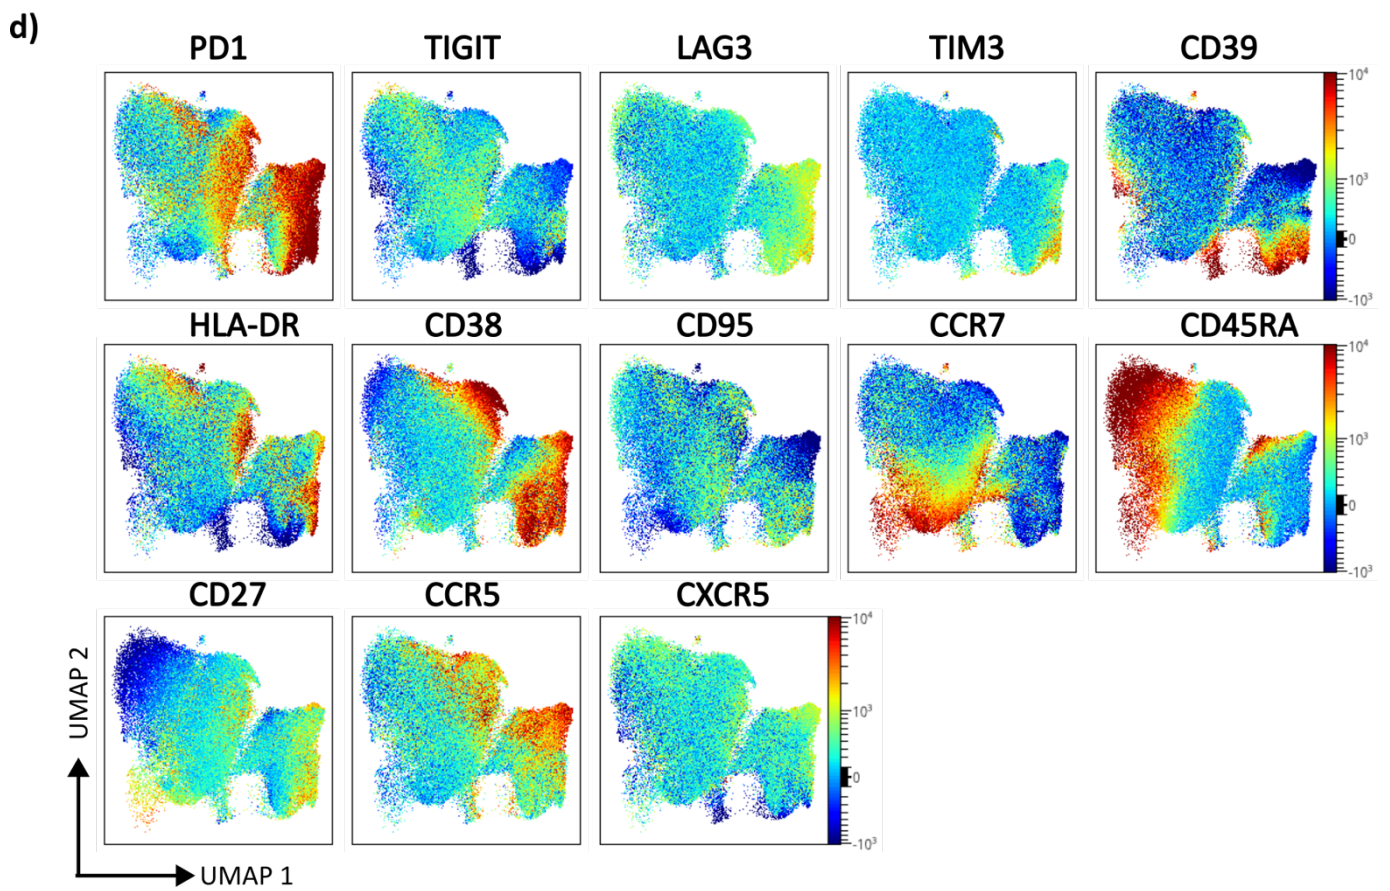 d)
PD1 TIGIT LAG3 TIM3 CD39
10⁴
10³
0
-10³
HLA-DR CD38 CD95 CCR7 CD45RA
10⁴
10³
0
-10³
CD27 CCR5 CXCR5
10⁴
10³
0
-10³
UMAP 2
UMAP 1